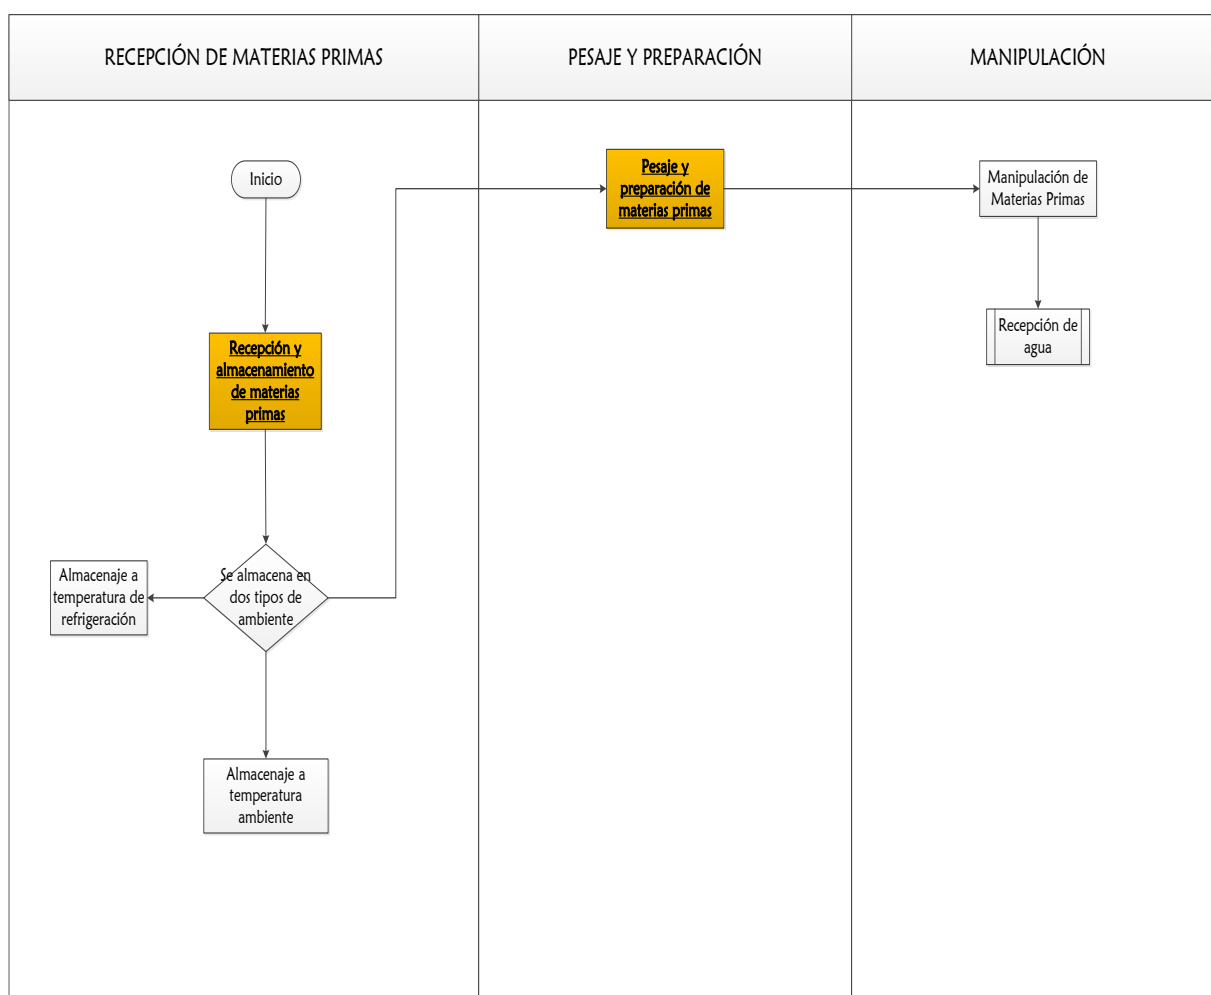 RECEPCIÓN DE MATERIAS PRIMAS
PESAJE Y PREPARACIÓN
MANIPULACIÓN
Inicio
Recepción y
almacenamiento
de materias
primas
Se almacena en
dos tipos de
ambiente
Almacenaje a
temperatura de
refrigeración
Almacenaje a
temperatura
ambiente
Pesaje y
preparación de
materias primas
Manipulación de
Materias Primas
Recepción de
agua